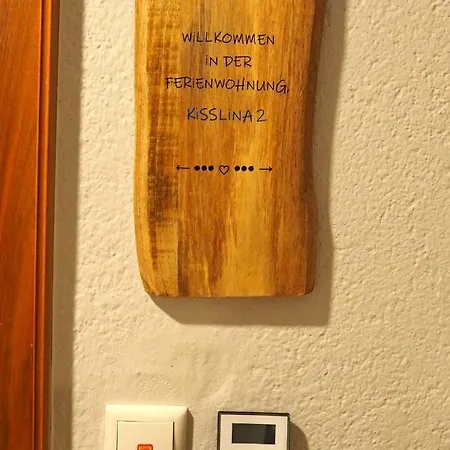 WiLLKOMMEN
iN DER
FERiENWOHNUNG,
KiSSLiNA 2
←●●●♡●●●→